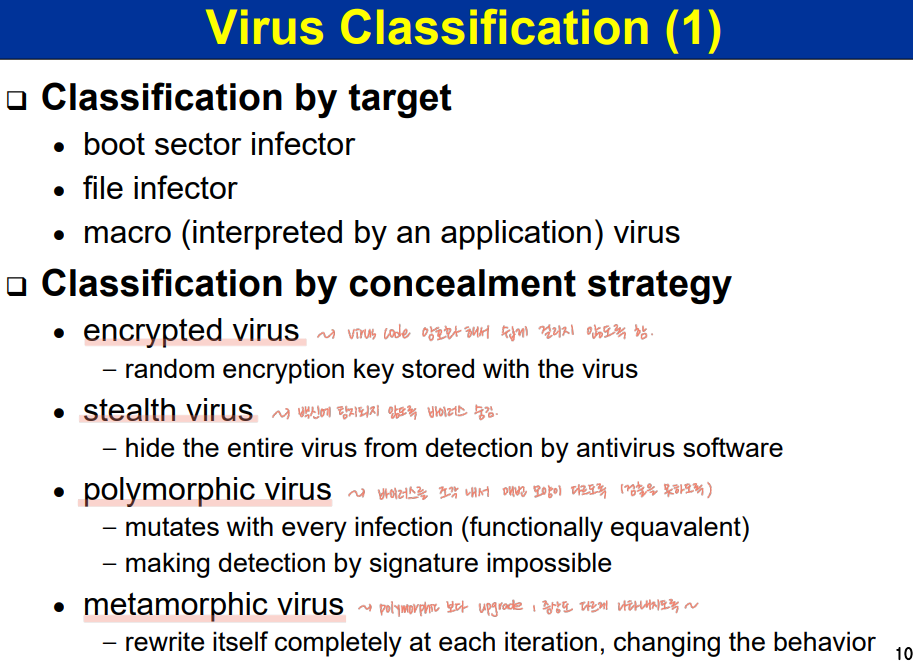 Virus Classification (1)
❑ Classification by target
• boot sector infector
• file infector
• macro (interpreted by an application) virus
❑ Classification by concealment strategy
• encrypted virus ~> virus code 암호화 해서 쉽게 걸리지 않도록 함.
– random encryption key stored with the virus
• stealth virus ~> 백신에 탐지되지 않도록 바이러스 숨김.
– hide the entire virus from detection by antivirus software
• polymorphic virus ~> 바이러스를 조각 내서 매번 모양이 다르도록 (검출을 못하도록)
– mutates with every infection (functionally equavalent)
– making detection by signature impossible
• metamorphic virus ~> polymorphic 보다 upgrade, 증상도 다르게 나타내지도록 ~
– rewrite itself completely at each iteration, changing the behavior
10